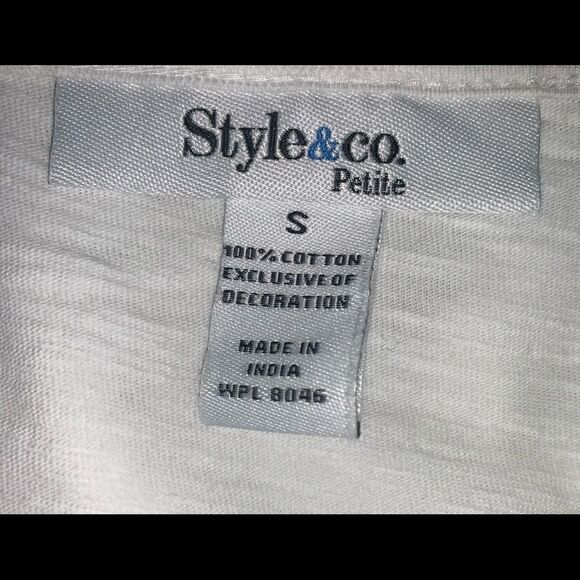 Style&co.
Petite
S
100% COTTON
EXCLUSIVE OF
DECORATION
MADE IN
INDIA
WPL 8046